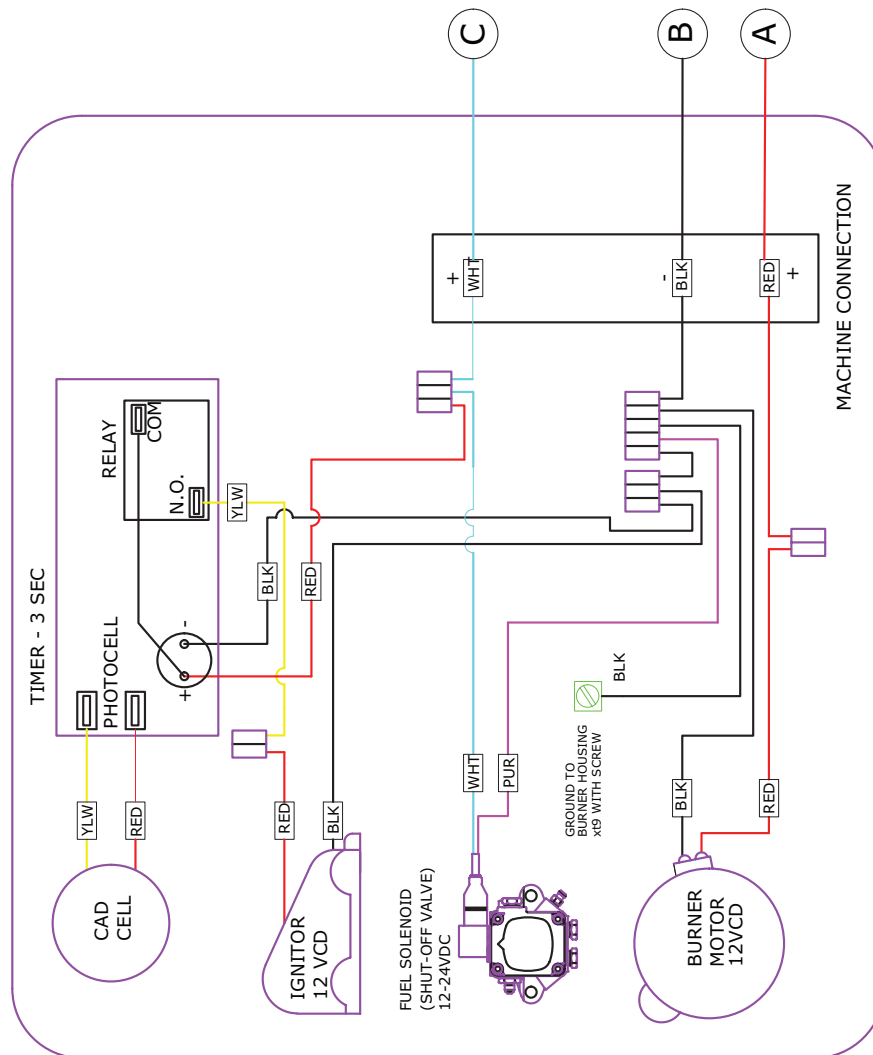 C
B
A
+
WHT
-
BLK
RED
+
MACHINE CONNECTION
RELAY
COM
N.O.
YLW
TIMER - 3 SEC
PHOTOCELL
+
-
BLK
RED
YLW
RED
RED
BLK
WHT
PUR
BLK
GROUND TO
BURNER HOUSING
xt9 WITH SCREW
BLK
RED
CAD
CELL
IGNITOR
12 VCD
FUEL SOLENOID
(SHUT-OFF VALVE)
12-24VDC
BURNER
MOTOR
12VCD